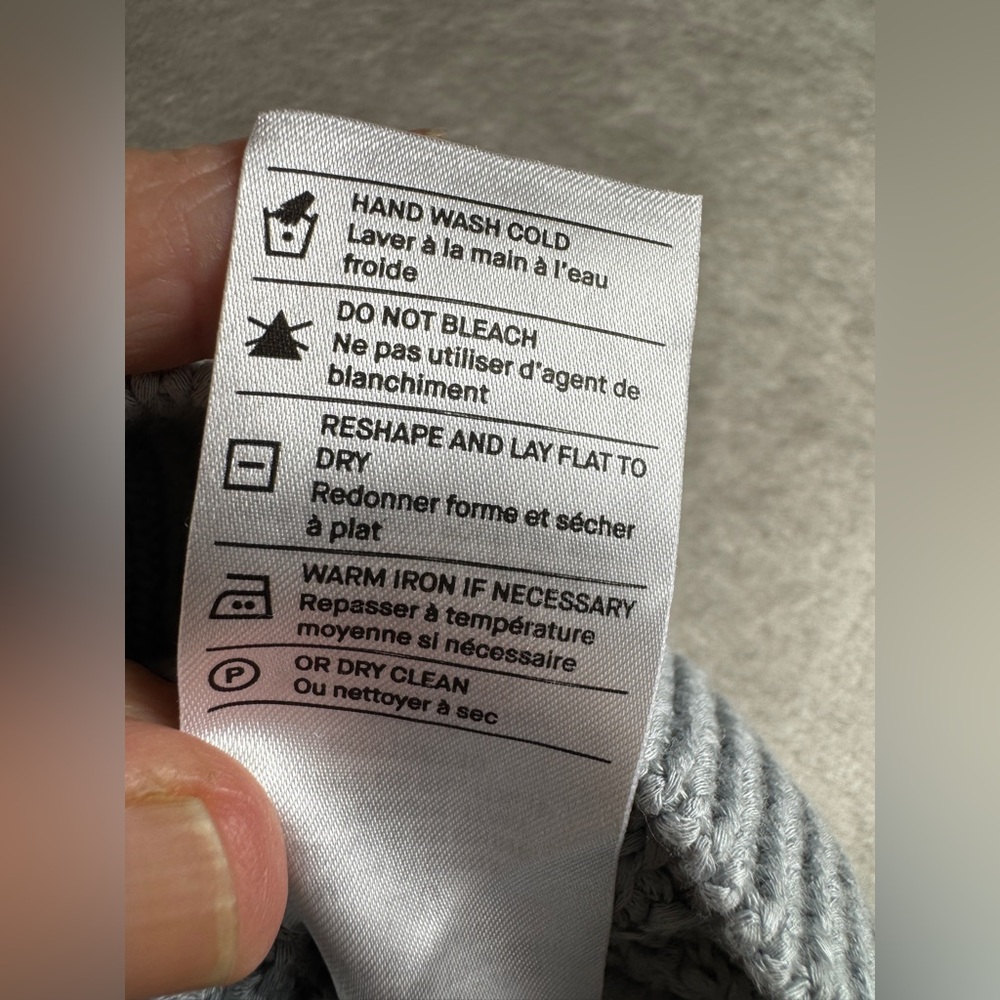 HAND WASH COLD
Laver à la main à l'eau
froide
DO NOT BLEACH
Ne pas utiliser d'agent de
blanchiment
RESHAPE AND LAY FLAT TO
DRY
Redonner forme et sécher
à plat
WARM IRON IF NECESSARY
Repasser à température
moyenne si nécessaire
P
OR DRY CLEAN
Ou nettoyer à sec